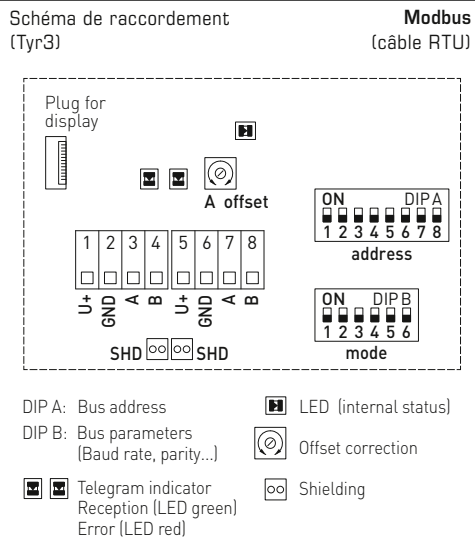 Schéma de raccordement
(Tyr3)
Modbus
(câble RTU)
Plug for
display
A offset
ON DIP A
1 2 3 4 5 6 7 8
address
1 2 3 4 5 6 7 8
U+ GND A B U+ GND A B
ON DIP B
1 2 3 4 5 6
mode
SHD SHD
DIP A: Bus address
DIP B: Bus parameters
(Baud rate, parity...)
Telegram indicator
Reception (LED green)
Error (LED red)
LED (internal status)
Offset correction
Shielding